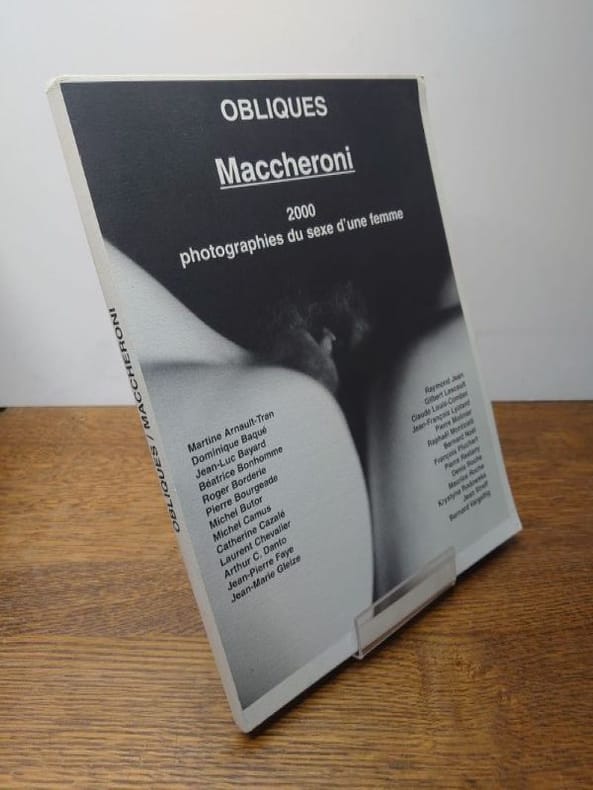 OBLIQUES
Maccheroni
2000
photographies du sexe d'une femme
Martine Arnault-Tran
Dominique Baqué
Jean-Luc Bayard
Béatrice Bonhomme
Roger Borderie
Pierre Bourgeade
Michel Butor
Michel Camus
Catherine Cazalé
Laurent Chevalier
Arthur C. Danto
Jean-Pierre Faye
Jean-Marie Gleize
Raymond Jean
Gilbert Lascault
Claude Louis-Combet
Jean-François Lyotard
Pierre Molinier
Raphaël Monticelli
Bernard Noël
François Pluchart
Pierre Restany
Denis Roche
Maurice Roche
Krystyna Rodowska
Jean
Bernard Vargaftig
OBLIQUES / MACCHERONI